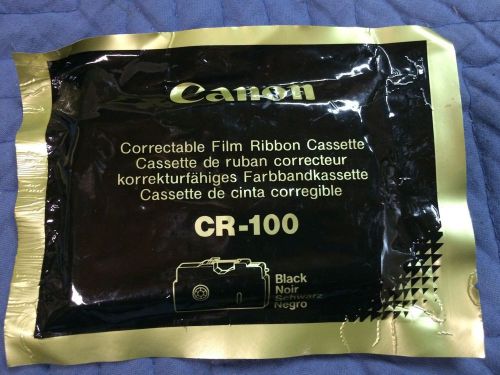 Canon
Correctable Film Ribbon Cassette
Cassette de ruban correcteur
korrekturfähiges Farbbandkassette
Cassette de cinta corregible
CR-100
Black
Noir
Schwarz
Negro